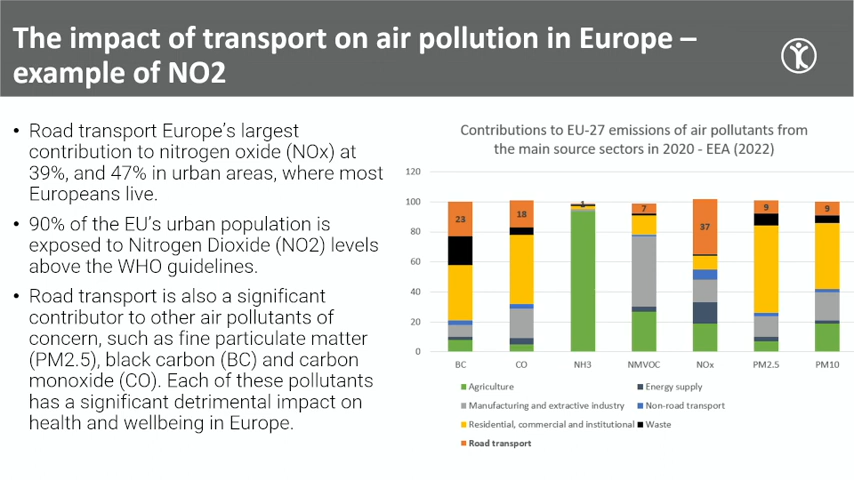 The impact of transport on air pollution in Europe –
example of NO2
• Road transport Europe's largest
contribution to nitrogen oxide (NOx) at
39%, and 47% in urban areas, where most
Europeans live.
• 90% of the EU's urban population is
exposed to Nitrogen Dioxide (NO2) levels
above the WHO guidelines.
• Road transport is also a significant
contributor to other air pollutants of
concern, such as fine particulate matter
(PM2.5), black carbon (BC) and carbon
monoxide (CO). Each of these pollutants
has a significant detrimental impact on
health and wellbeing in Europe.
Contributions to EU-27 emissions of air pollutants from
the main source sectors in 2020 - EEA (2022)
120
100
80
60
40
20
0
23
18
1
7
37
9
9
BC CO NH3 NMVOC NOx PM2.5 PM10
Agriculture Energy supply
Manufacturing and extractive industry Non-road transport
Residential, commercial and institutional Waste
Road transport